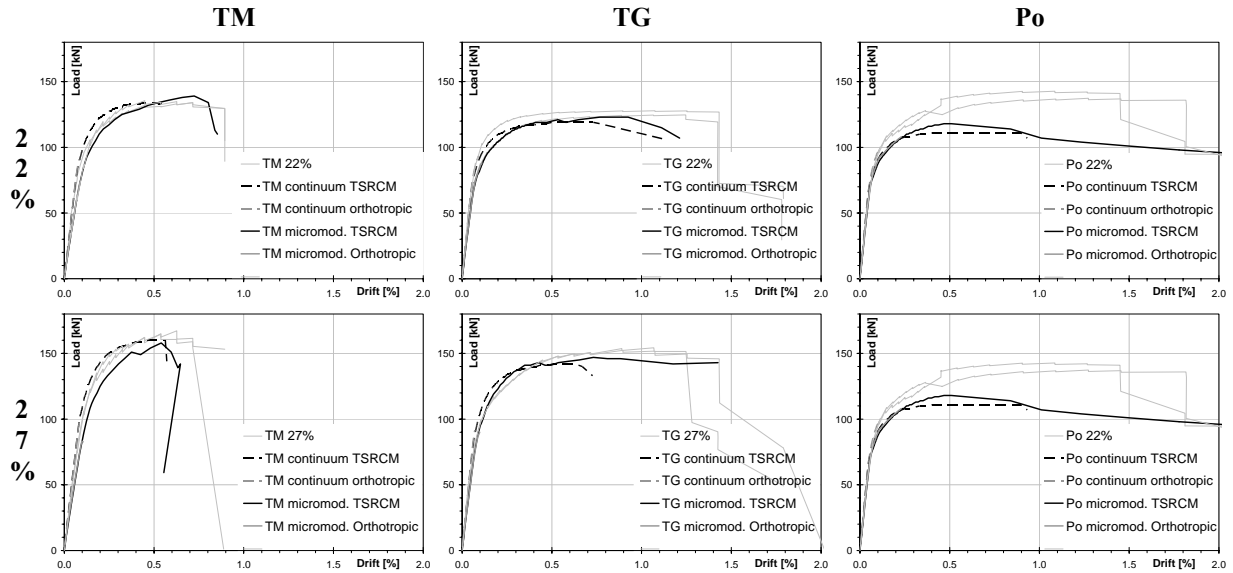 TM TG Po
22%
Load [kN]
150
100
50
0
0.0 0.5 1.0 1.5 2.0
Drift [%]
TM 22%
TM continuum TSRCM
TM continuum orthotropic
TM micromod. TSRCM
TM micromod. Orthotropic
Load [kN]
150
100
50
0
0.0 0.5 1.0 1.5 2.0
Drift [%]
TG 22%
TG continuum TSRCM
TG continuum orthotropic
TG micromod. TSRCM
TG micromod. Orthotropic
Load [kN]
150
100
50
0
0.0 0.5 1.0 1.5 2.0
Drift [%]
Po 22%
Po continuum TSRCM
Po continuum orthotropic
Po micromod. TSRCM
Po micromod. Orthotropic
27%
Load [kN]
150
100
50
0
0.0 0.5 1.0 1.5 2.0
Drift [%]
TM 27%
TM continuum TSRCM
TM continuum orthotropic
TM micromod. TSRCM
TM micromod. Orthotropic
Load [kN]
150
100
50
0
0.0 0.5 1.0 1.5 2.0
Drift [%]
TG 27%
TG continuum TSRCM
TG continuum orthotropic
TG micromod. TSRCM
TG micromod. Orthotropic
Load [kN]
150
100
50
0
0.0 0.5 1.0 1.5 2.0
Drift [%]
Po 22%
Po continuum TSRCM
Po continuum orthotropic
Po micromod. TSRCM
Po micromod. Orthotropic